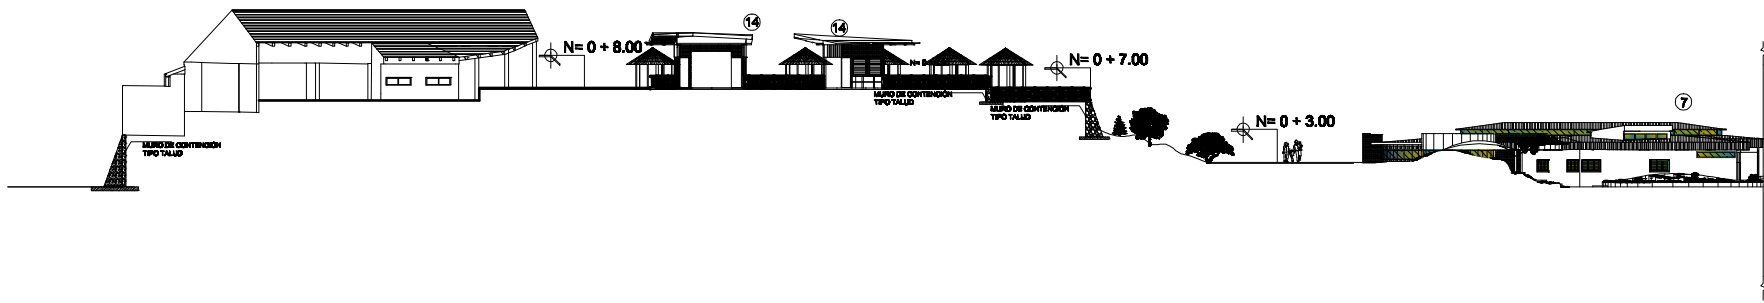 14
14
N= 0 + 8.00
N= 0 + 7.00
MURO DE CONTENCIÓN
TIPO TALUD
MURO DE CONTENCIÓN
TIPO TALUD
7
N= 0 + 3.00
MURO DE CONTENCIÓN
TIPO TALUD